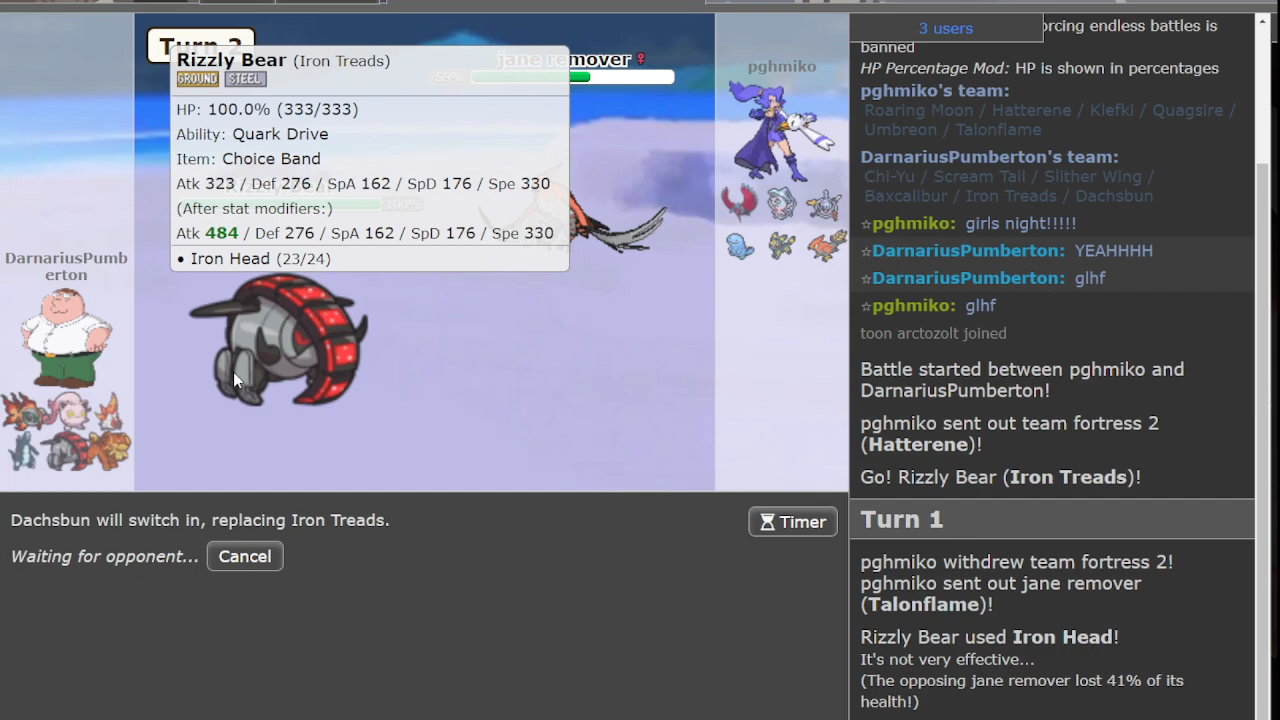 Turn 2
jane remover ♀
59%
Rizzly Bear (Iron Treads)
GROUND STEEL
HP: 100.0% (333/333)
Ability: Quark Drive
Item: Choice Band
Atk 323 / Def 276 / SpA 162 / SpD 176 / Spe 330
(After stat modifiers:)
100%
Atk 484 / Def 276 / SpA 162 / SpD 176 / Spe 330
• Iron Head (23/24)
DarnariusPumb
erton
pghmiko
Dachsbun will switch in, replacing Iron Treads.
Timer
Waiting for opponent... Cancel
3 users
orcing endless battles is
banned
HP Percentage Mod: HP is shown in percentages
pghmiko's team:
Roaring Moon / Hatterene / Klefki / Quagsire /
Umbreon / Talonflame
DarnariusPumberton's team:
Chi-Yu / Scream Tail / Slither Wing /
Baxcalibur / Iron Treads / Dachsbun
☆pghmiko: girls night!!!!!
☆DarnariusPumberton: YEAHHHH
☆DarnariusPumberton: glhf
☆pghmiko: glhf
toon arctozolt joined
Battle started between pghmiko and
DarnariusPumberton!
pghmiko sent out team fortress 2
(Hatterene)!
Go! Rizzly Bear (Iron Treads)!
Turn 1
pghmiko withdrew team fortress 2!
pghmiko sent out jane remover
(Talonflame)!
Rizzly Bear used Iron Head!
It's not very effective...
(The opposing jane remover lost 41% of its
health!)